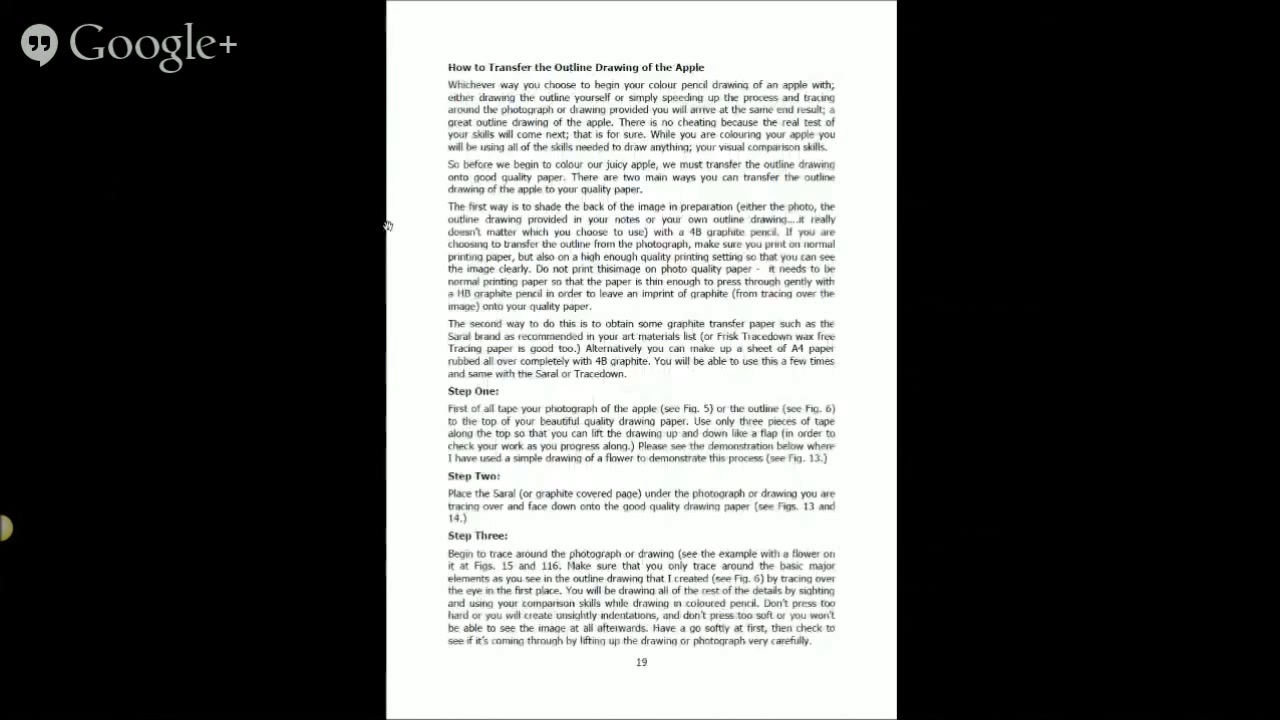 Google+
How to Transfer the Outline Drawing of the Apple
Whichever way you choose to begin your colour pencil drawing of an apple with;
either drawing the outline yourself or simply speeding up the process and tracing
around the photograph or drawing provided you will arrive at the same end result; a
great outline drawing of the apple. There is no cheating because the real test of
your skills will come next; that is for sure. While you are colouring your apple you
will be using all of the skills needed to draw anything; your visual comparison skills.
So before we begin to colour our juicy apple, we must transfer the outline drawing
onto good quality paper. There are two main ways you can transfer the outline
drawing of the apple to your quality paper.
The first way is to shade the back of the image in preparation (either the photo, the
outline drawing provided in your notes or your own outline drawing....it really
doesn't matter which you choose to use) with a 4B graphite pencil. If you are
choosing to transfer the outline from the photograph, make sure you print on normal
printing paper, but also on a high enough quality printing setting so that you can see
the image clearly. Do not print thisimage on photo quality paper - it needs to be
normal printing paper so that the paper is thin enough to press through gently with
a HB graphite pencil in order to leave an imprint of graphite (from tracing over the
image) onto your quality paper.
The second way to do this is to obtain some graphite transfer paper such as the
Saral brand as recommended in your art materials list (or Frisk Tracedown wax free
Tracing paper is good too.) Alternatively you can make up a sheet of A4 paper
rubbed all over completely with 4B graphite. You will be able to use this a few times
and same with the Saral or Tracedown.
Step One:
First of all tape your photograph of the apple (see Fig. 5) or the outline (see Fig. 6)
to the top of your beautiful quality drawing paper. Use only three pieces of tape
along the top so that you can lift the drawing up and down like a flap (in order to
check your work as you progress along.) Please see the demonstration below where
I have used a simple drawing of a flower to demonstrate this process (see Fig. 13.)
Step Two:
Place the Saral (or graphite covered page) under the photograph or drawing you are
tracing over and face down onto the good quality drawing paper (see Figs. 13 and
14.)
Step Three:
Begin to trace around the photograph or drawing (see the example with a flower on
it at Figs. 15 and 116. Make sure that you only trace around the basic major
elements as you see in the outline drawing that I created (see Fig. 6) by tracing over
the eye in the first place. You will be drawing all of the rest of the details by sighting
and using your comparison skills while drawing in coloured pencil. Don't press too
hard or you will create unsightly indentations, and don't press too soft or you won't
be able to see the image at all afterwards. Have a go softly at first, then check to
see if it's coming through by lifting up the drawing or photograph very carefully.
19